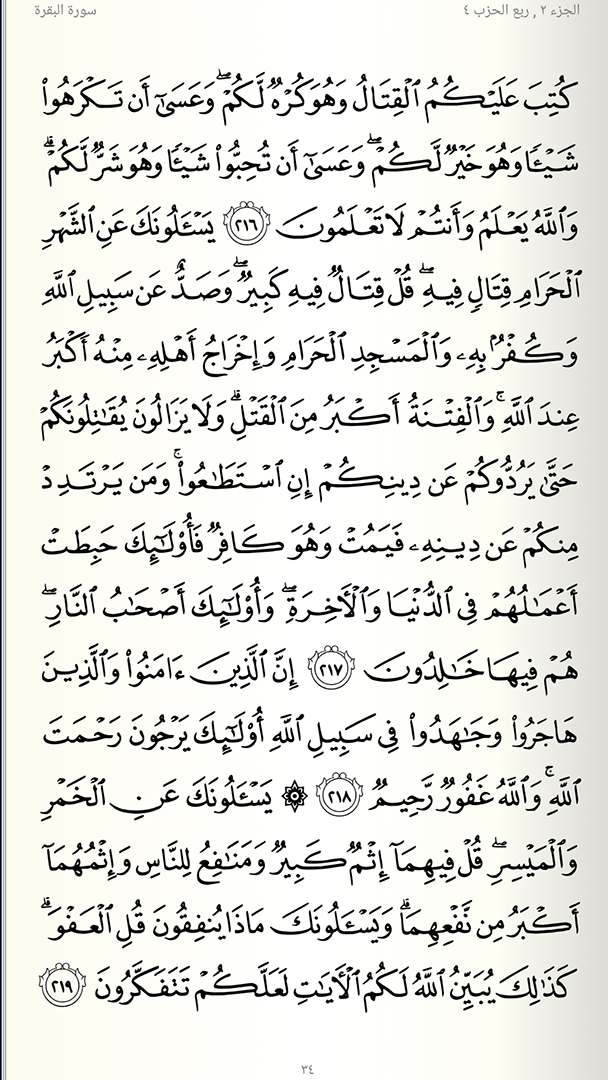 الجزء ٢ , ربع الحزب ٤ سورة البقرة
كُتِبَ عَلَيۡكُمُ ٱلۡقِتَالُ وَهُوَ كُرۡهٞ لَّكُمۡۖ وَعَسَىٰٓ أَن تَكۡرَهُواْ
شَيۡـٔٗا وَهُوَ خَيۡرٞ لَّكُمۡۖ وَعَسَىٰٓ أَن تُحِبُّواْ شَيۡـٔٗا وَهُوَ شَرّٞ لَّكُمۡۚ
وَٱللَّهُ يَعۡلَمُ وَأَنتُمۡ لَا تَعۡلَمُونَ ٢١٦ يَسۡـَٔلُونَكَ عَنِ ٱلشَّهۡرِ
ٱلۡحَرَامِ قِتَالٖ فِيهِۖ قُلۡ قِتَالٞ فِيهِ كَبِيرٞۖ وَصَدٌّ عَن سَبِيلِ ٱللَّهِ
وَكُفۡرُۢ بِهِۦ وَٱلۡمَسۡجِدِ ٱلۡحَرَامِ وَإِخۡرَاجُ أَهۡلِهِۦ مِنۡهُ أَكۡبَرُ
عِندَ ٱللَّهِۚ وَٱلۡفِتۡنَةُ أَكۡبَرُ مِنَ ٱلۡقَتۡلِۗ وَلَا يَزَالُونَ يُقَٰتِلُونَكُمۡ
حَتَّىٰ يَرُدُّوكُمۡ عَن دِينِكُمۡ إِنِ ٱسۡتَطَٰعُواْۚ وَمَن يَرۡتَدِدۡ
مِنكُمۡ عَن دِينِهِۦ فَيَمُتۡ وَهُوَ كَافِرٞ فَأُوْلَٰٓئِكَ حَبِطَتۡ
أَعۡمَٰلُهُمۡ فِي ٱلدُّنۡيَا وَٱلۡأٓخِرَةِۖ وَأُوْلَٰٓئِكَ أَصۡحَٰبُ ٱلنَّارِۖ
هُمۡ فِيهَا خَٰلِدُونَ ٢١٧ إِنَّ ٱلَّذِينَ ءَامَنُواْ وَٱلَّذِينَ
هَاجَرُواْ وَجَٰهَدُواْ فِي سَبِيلِ ٱللَّهِ أُوْلَٰٓئِكَ يَرۡجُونَ رَحۡمَتَ
ٱللَّهِۚ وَٱللَّهُ غَفُورٞ رَّحِيمٞ ٢١٨ ۞ يَسۡـَٔلُونَكَ عَنِ ٱلۡخَمۡرِ
وَٱلۡمَيۡسِرِۖ قُلۡ فِيهِمَآ إِثۡمٞ كَبِيرٞ وَمَنَٰفِعُ لِلنَّاسِ وَإِثۡمُهُمَآ
أَكۡبَرُ مِن نَّفۡعِهِمَاۗ وَيَسۡـَٔلُونَكَ مَاذَا يُنفِقُونَ قُلِ ٱلۡعَفۡوَۗ
كَذَٰلِكَ يُبَيِّنُ ٱللَّهُ لَكُمُ ٱلۡأٓيَٰتِ لَعَلَّكُمۡ تَتَفَكَّرُونَ ٢١٩
٣٤